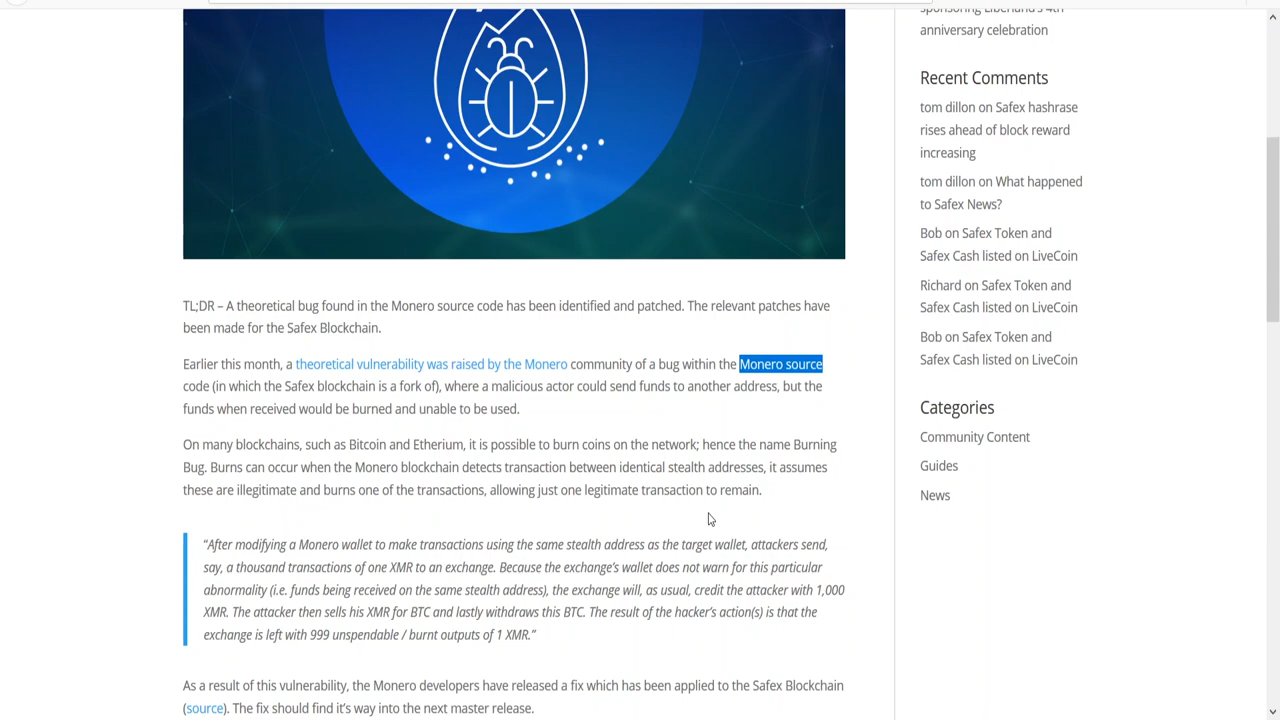 TL;DR – A theoretical bug found in the Monero source code has been identified and patched. The relevant patches have
been made for the Safex Blockchain.
Earlier this month, a theoretical vulnerability was raised by the Monero community of a bug within the Monero source
code (in which the Safex blockchain is a fork of), where a malicious actor could send funds to another address, but the
funds when received would be burned and unable to be used.
On many blockchains, such as Bitcoin and Etherium, it is possible to burn coins on the network; hence the name Burning
Bug. Burns can occur when the Monero blockchain detects transaction between identical stealth addresses, it assumes
these are illegitimate and burns one of the transactions, allowing just one legitimate transaction to remain.
“After modifying a Monero wallet to make transactions using the same stealth address as the target wallet, attackers send,
say, a thousand transactions of one XMR to an exchange. Because the exchange’s wallet does not warn for this particular
abnormality (i.e. funds being received on the same stealth address), the exchange will, as usual, credit the attacker with 1,000
XMR. The attacker then sells his XMR for BTC and lastly withdraws this BTC. The result of the hacker’s action(s) is that the
exchange is left with 999 unspendable / burnt outputs of 1 XMR.”
As a result of this vulnerability, the Monero developers have released a fix which has been applied to the Safex Blockchain
(source). The fix should find it’s way into the next master release.
sponsoring Liberland's 4th
anniversary celebration
Recent Comments
tom dillon on Safex hashrase
rises ahead of block reward
increasing
tom dillon on What happened
to Safex News?
Bob on Safex Token and
Safex Cash listed on LiveCoin
Richard on Safex Token and
Safex Cash listed on LiveCoin
Bob on Safex Token and
Safex Cash listed on LiveCoin
Categories
Community Content
Guides
News